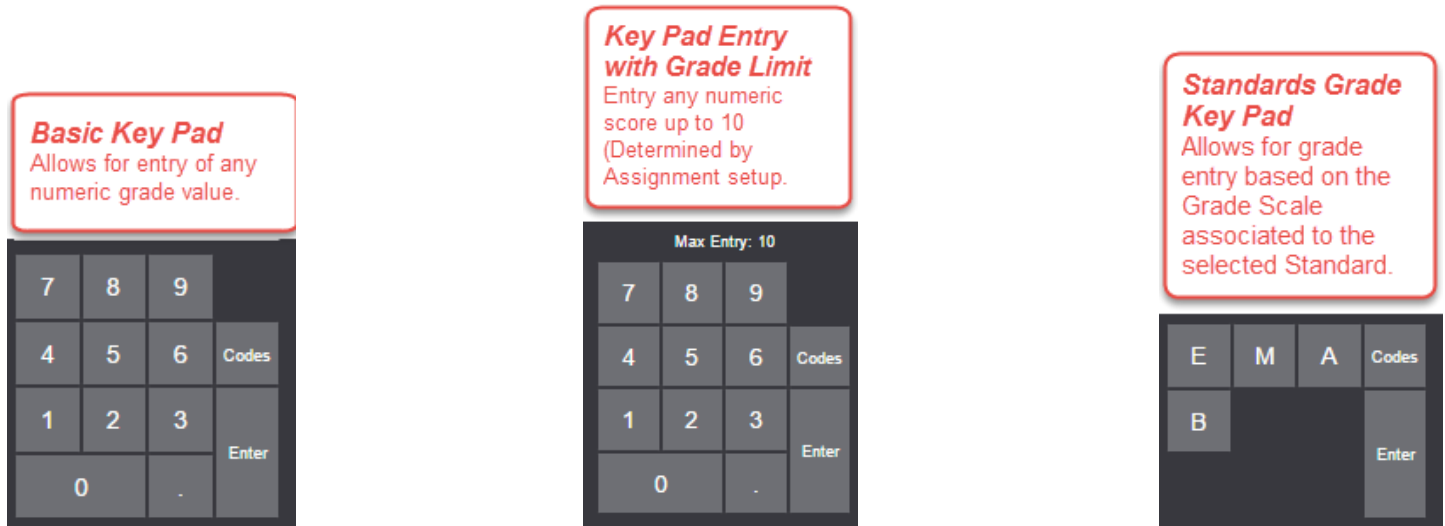 Basic Key Pad
Allows for entry of any
numeric grade value.
7 8 9
4 5 6 Codes
1 2 3
Enter
0 .
Key Pad Entry
with Grade Limit
Entry any numeric
score up to 10
(Determined by
Assignment setup.
Max Entry: 10
7 8 9
4 5 6 Codes
1 2 3
Enter
0 .
Standards Grade
Key Pad
Allows for grade
entry based on the
Grade Scale
associated to the
selected Standard.
E M A Codes
B
Enter